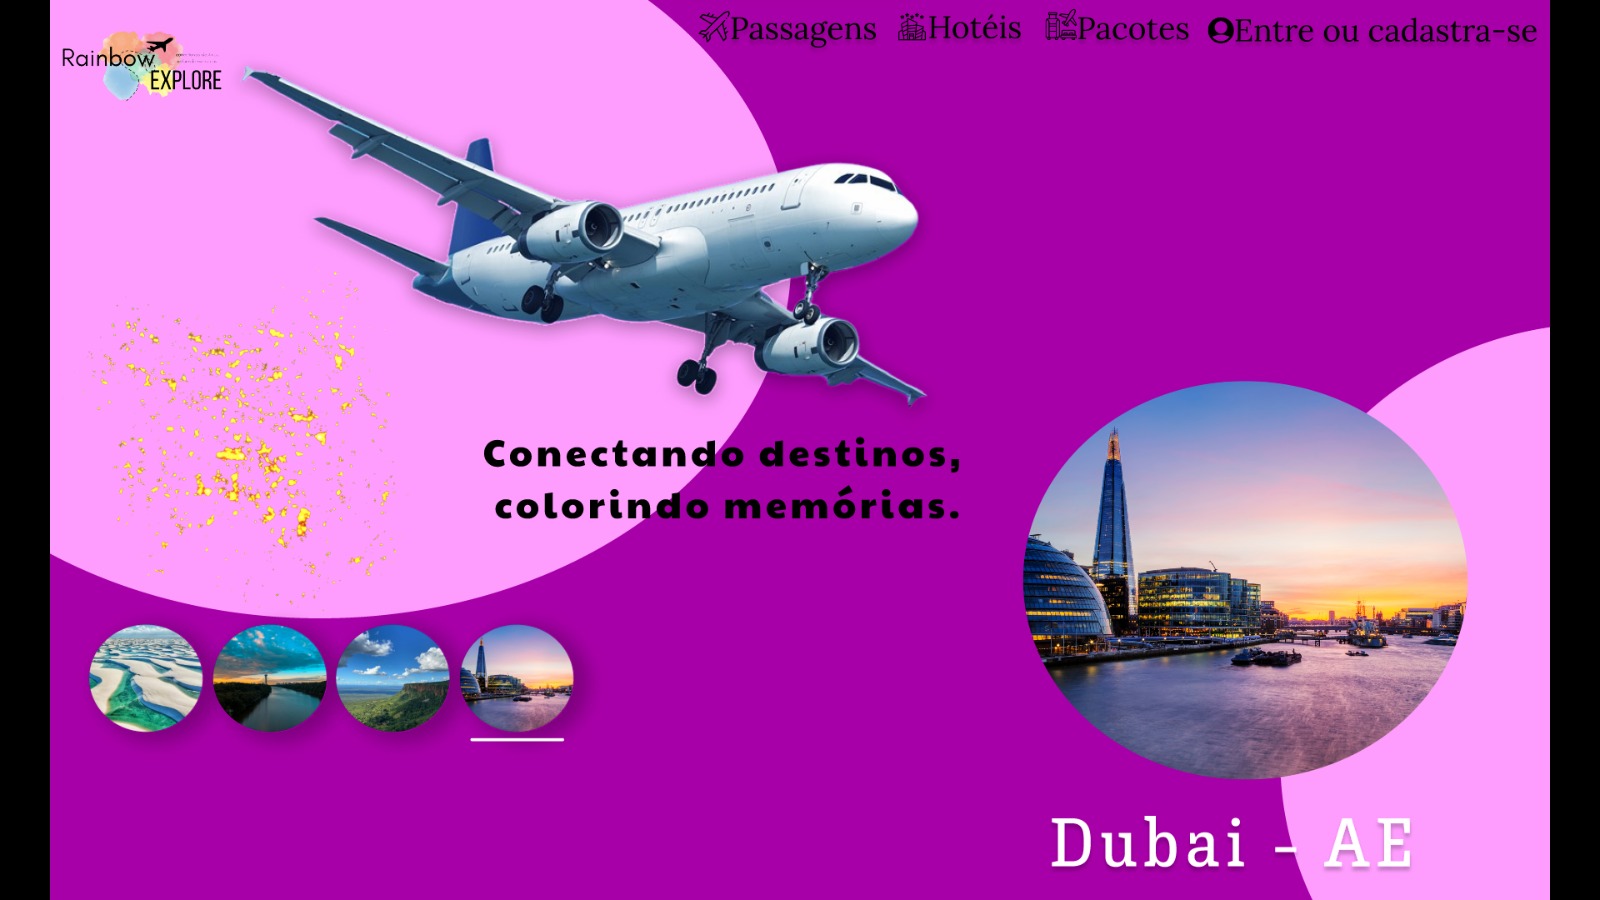 Rainbow
EXPLORE
Passagens
Hotéis
Pacotes
Entre ou cadastra-se
Conectando destinos,
colorindo memórias.
Dubai - AE